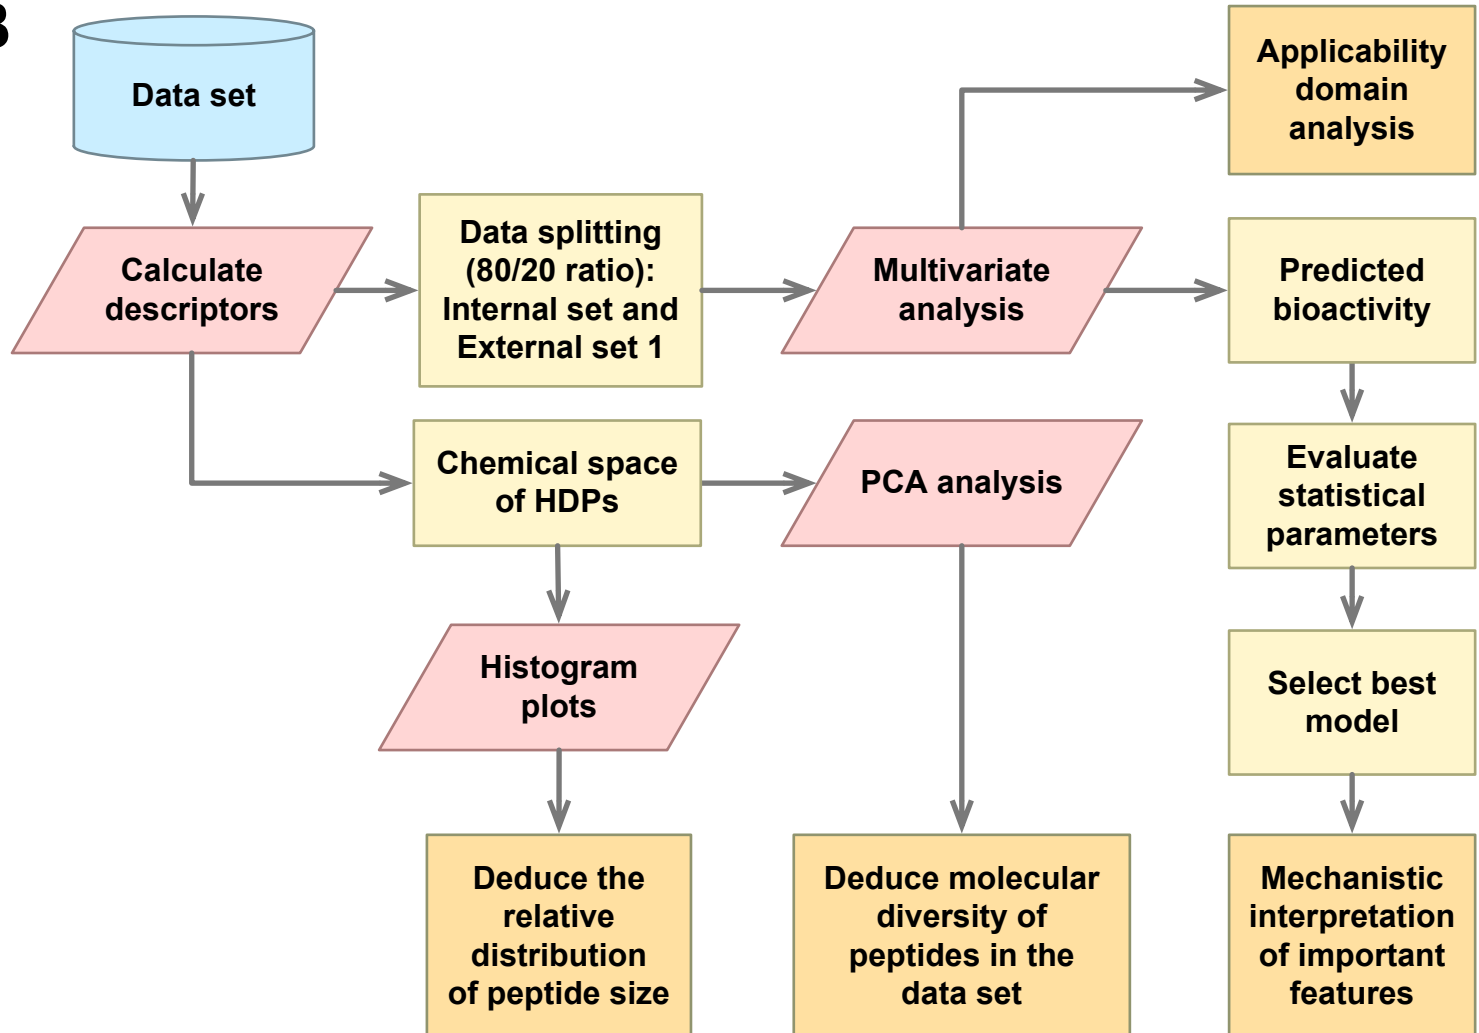 B
Data set
Applicability
domain
analysis
Calculate
descriptors
Data splitting
(80/20 ratio):
Internal set and
External set 1
Multivariate
analysis
Predicted
bioactivity
Chemical space
of HDPs
PCA analysis
Evaluate
statistical
parameters
Histogram
plots
Select best
model
Deduce the
relative
distribution
of peptide size
Deduce molecular
diversity of
peptides in the
data set
Mechanistic
interpretation
of important
features